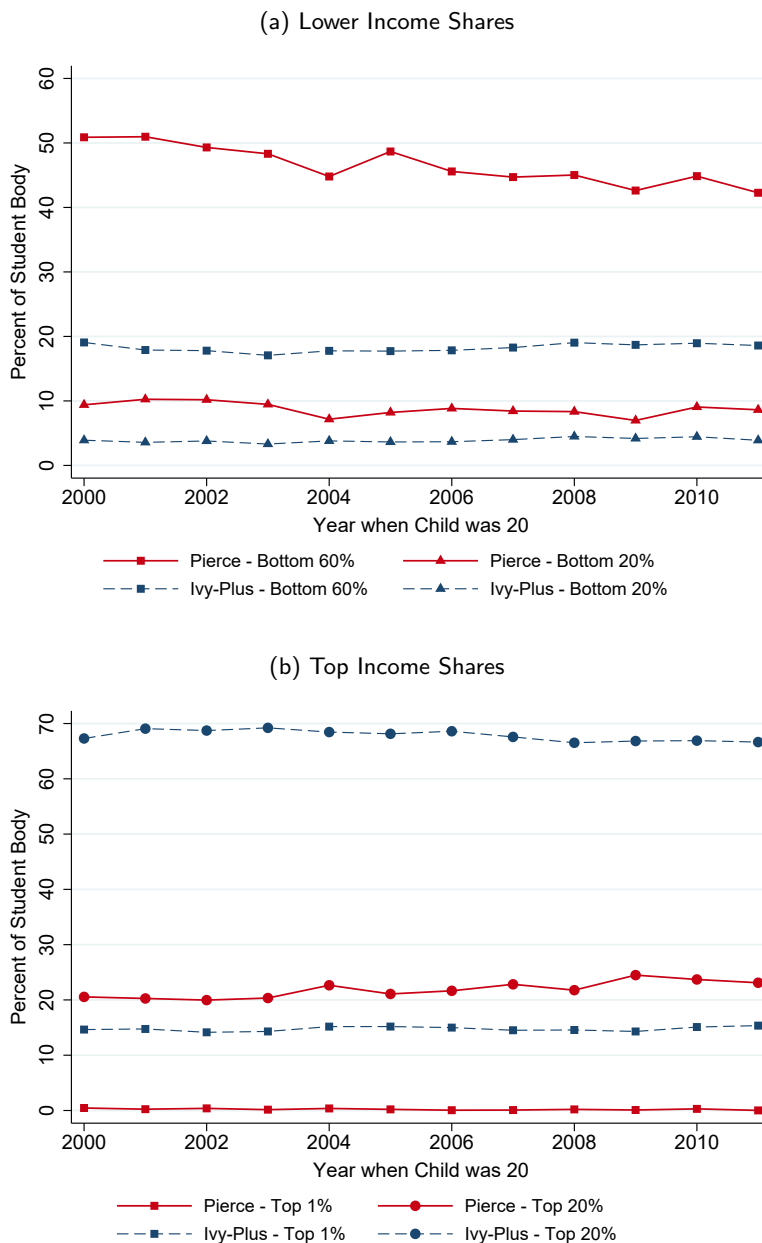 (a) Lower Income Shares
60
50
40
30
20
10
0
Percent of Student Body
2000 2002 2004 2006 2008 2010
Year when Child was 20
Pierce - Bottom 60% Pierce - Bottom 20%
Ivy-Plus - Bottom 60% Ivy-Plus - Bottom 20%
(b) Top Income Shares
70
60
50
40
30
20
10
0
Percent of Student Body
2000 2002 2004 2006 2008 2010
Year when Child was 20
Pierce - Top 1% Pierce - Top 20%
Ivy-Plus - Top 1% Ivy-Plus - Top 20%